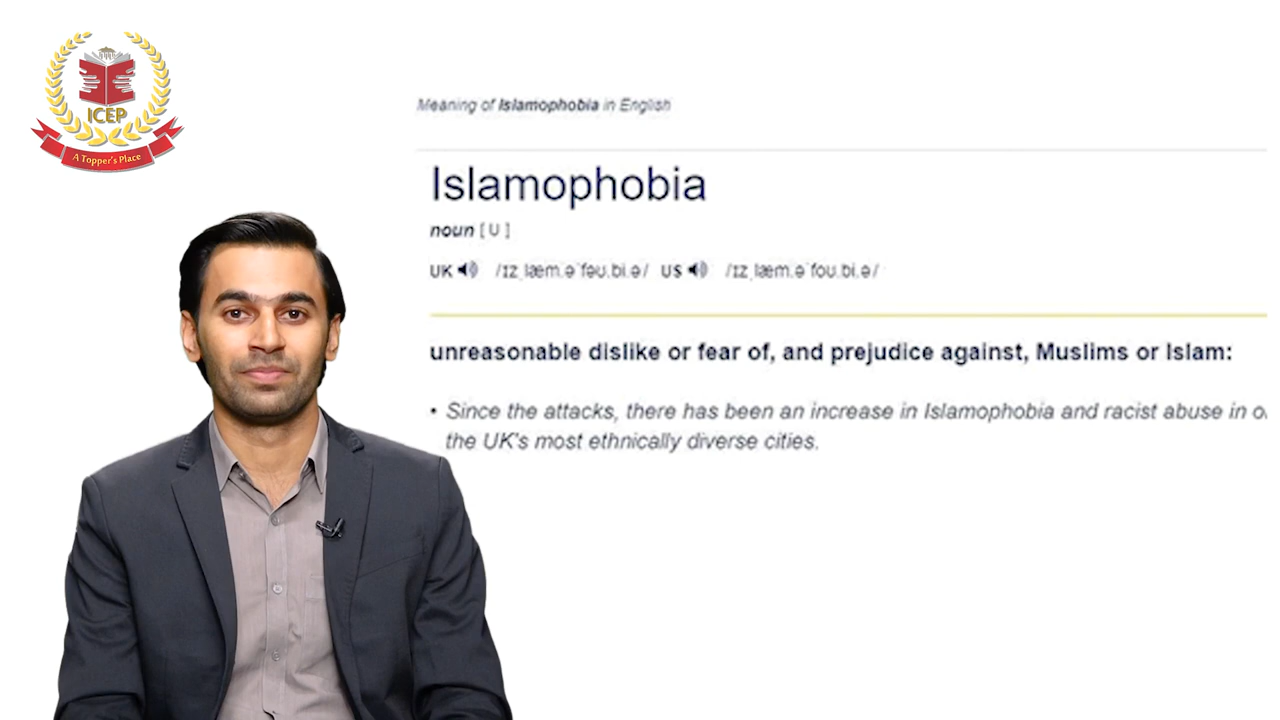 ICEP
A Topper's Place
Meaning of Islamophobia in English
Islamophobia
noun [ U ]
UK /ɪzˌlæm.əˈfəʊ.bi.ə/ US /ɪzˌlæm.əˈfoʊ.bi.ə/
unreasonable dislike or fear of, and prejudice against, Muslims or Islam:
• Since the attacks, there has been an increase in Islamophobia and racist abuse in
the UK's most ethnically diverse cities.